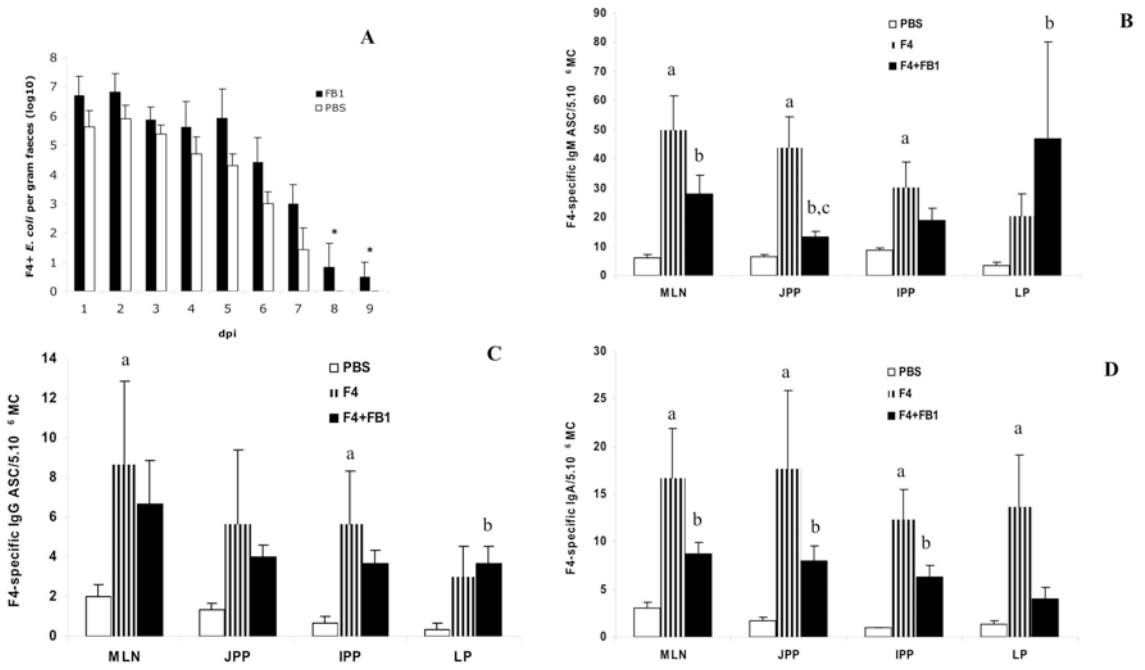 A
F4+ E. coli per gram faeces (log10)
8
7
6
5
4
3
2
1
0
FB1
PBS
* *
1 2 3 4 5 6 7 8 9
dpi
B
F4-specific IgM ASC/5.10 6 MC
90
80
70
60
50
40
30
20
10
0
PBS
F4
F4+FB1
a b a b,c a b
MLN JPP IPP LP
C
F4-specific IgG ASC/5.10 6 MC
14
12
10
8
6
4
2
0
PBS
F4
F4+FB1
a a b
MLN JPP IPP LP
D
F4-specific IgA/5.10 6 MC
30
25
20
15
10
5
0
PBS
F4
F4+FB1
a b a b a b a
MLN JPP IPP LP